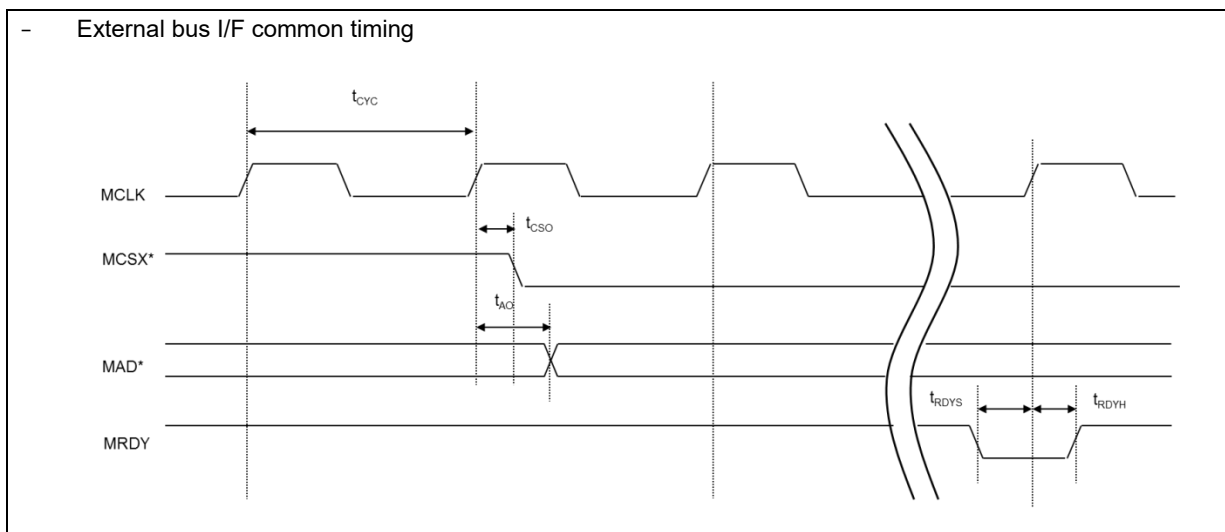 – External bus I/F common timing
tCYC
MCLK
tCSO
MCSX*
tAO
MAD*
tRDYS
tRDYH
MRDY